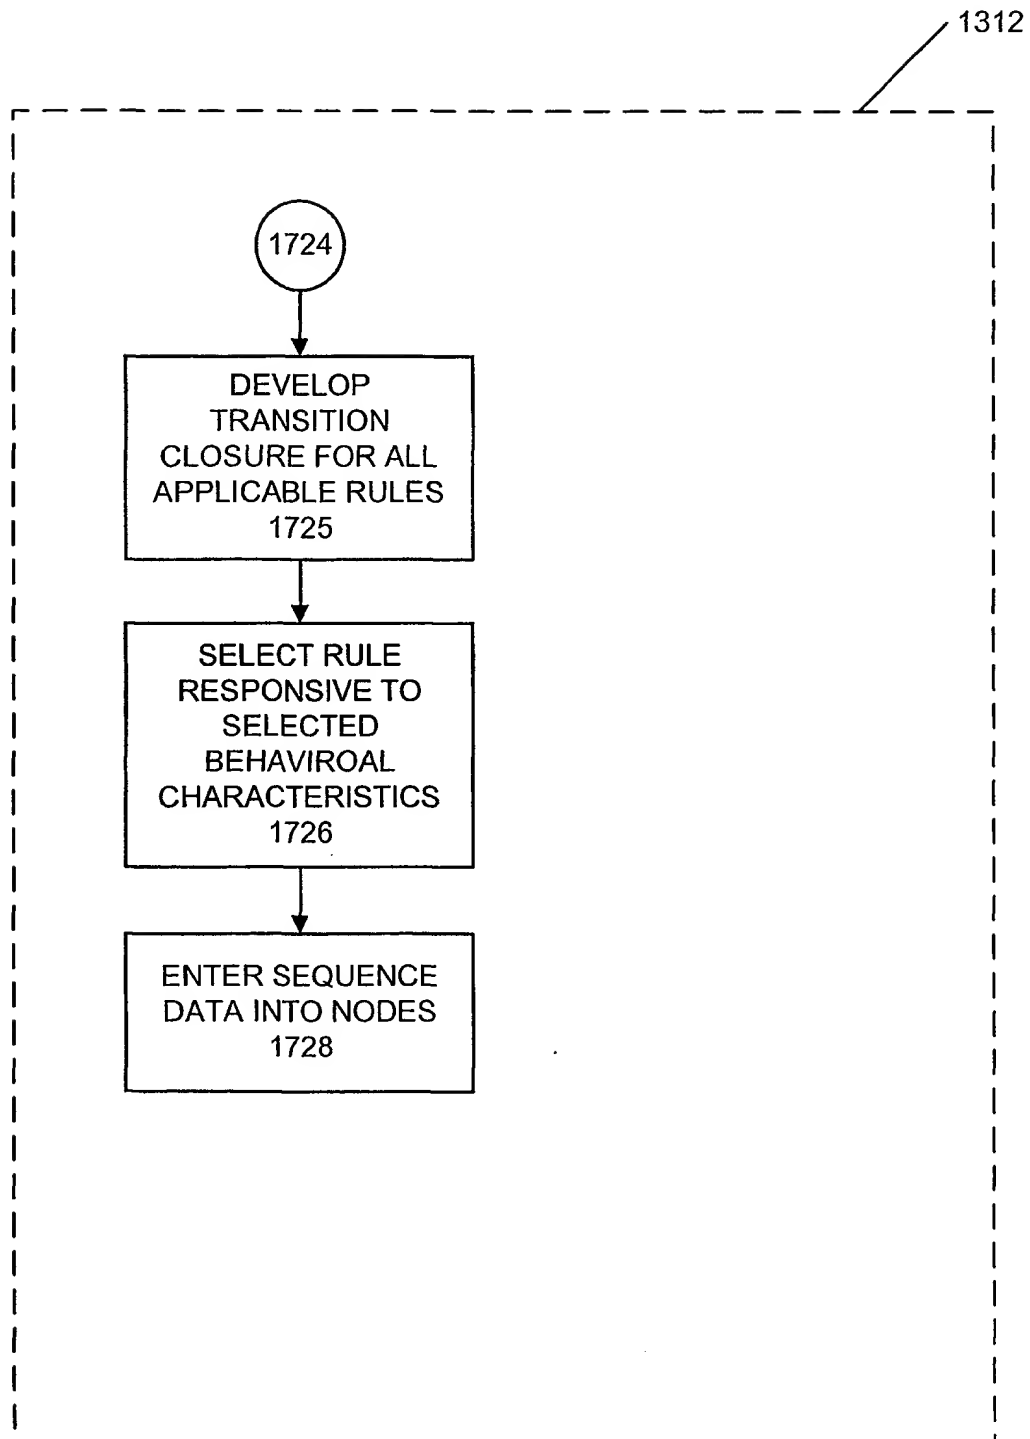 1312
1724
DEVELOP
TRANSITION
CLOSURE FOR ALL
APPLICABLE RULES
1725
SELECT RULE
RESPONSIVE TO
SELECTED
BEHAVIROAL
CHARACTERISTICS
1726
ENTER SEQUENCE
DATA INTO NODES
1728